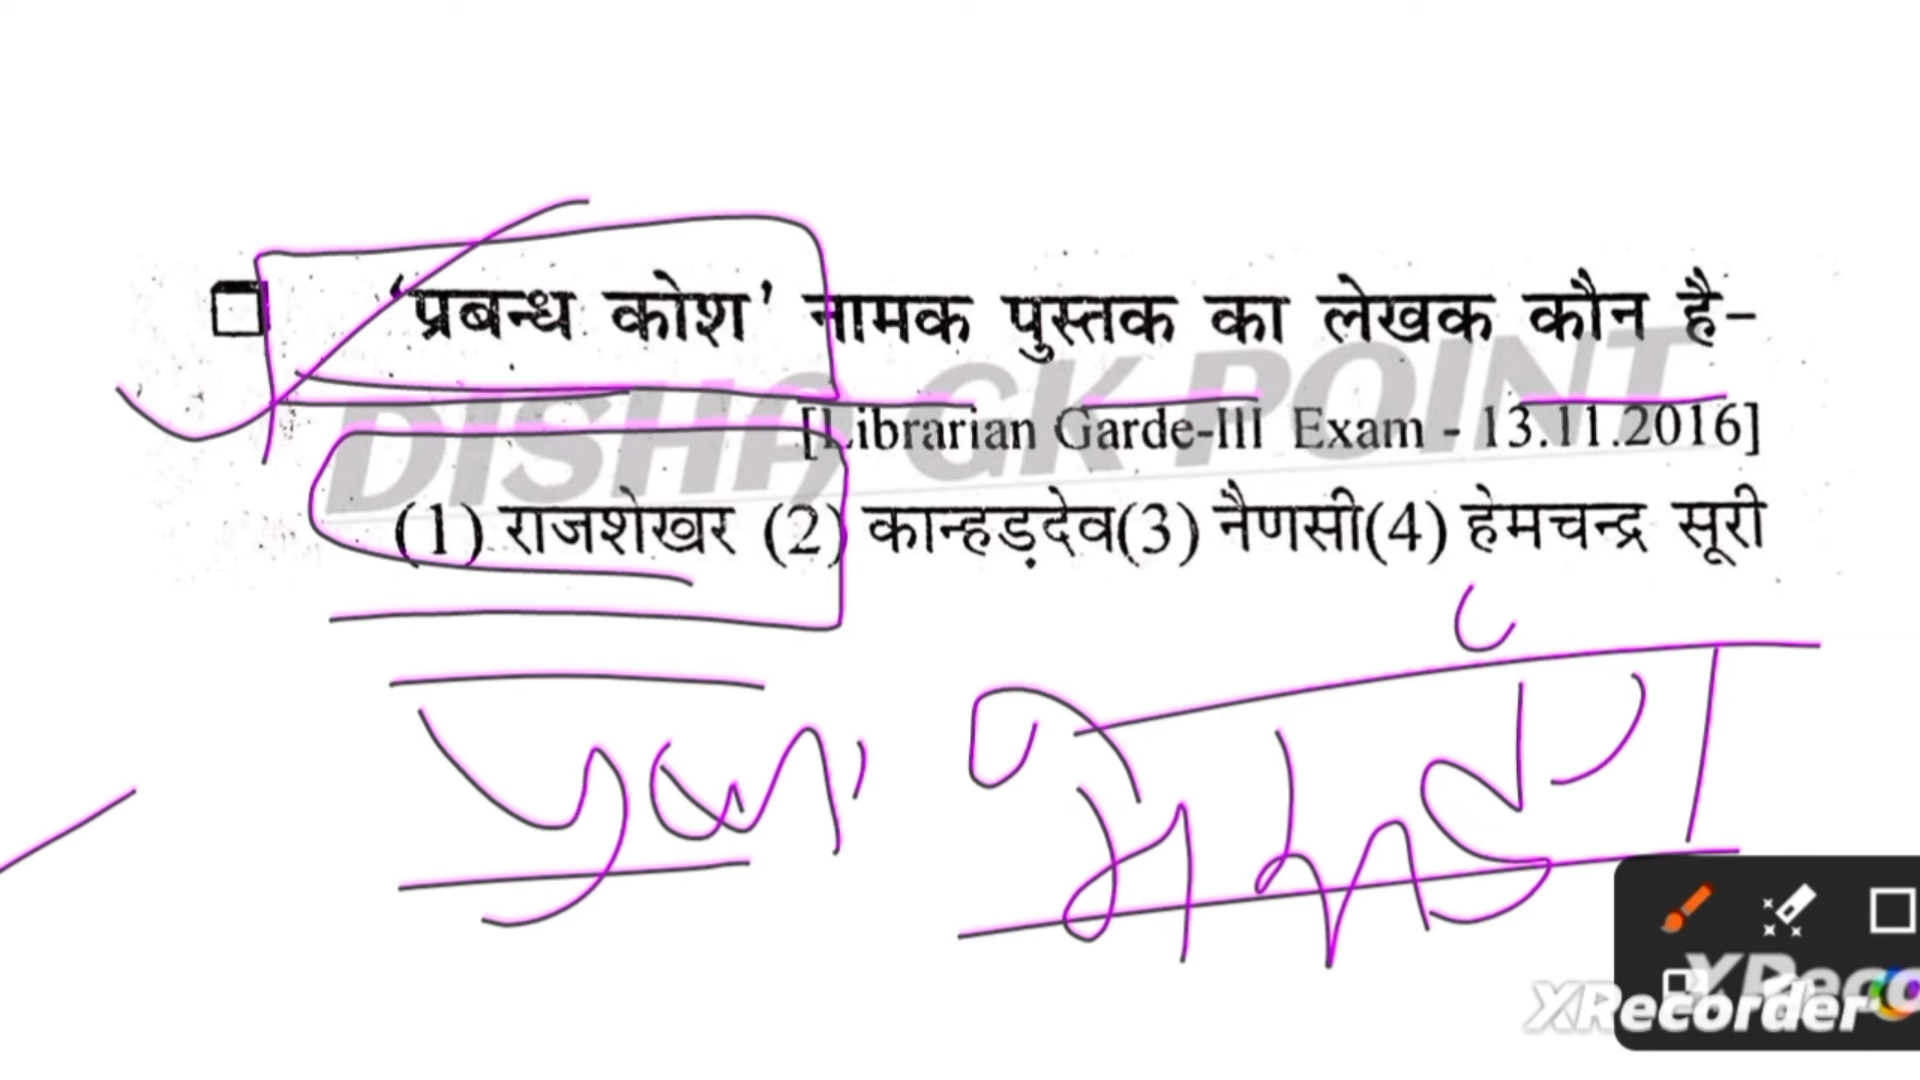 'प्रबन्ध कोश' नामक पुस्तक का लेखक कौन है-
DISHA GK POINT
[Librarian Garde-III Exam - 13.11.2016]
(1) राजशेखर (2) कान्हड़देव(3) नैणसी(4) हेमचन्द्र सूरी
XRecorder